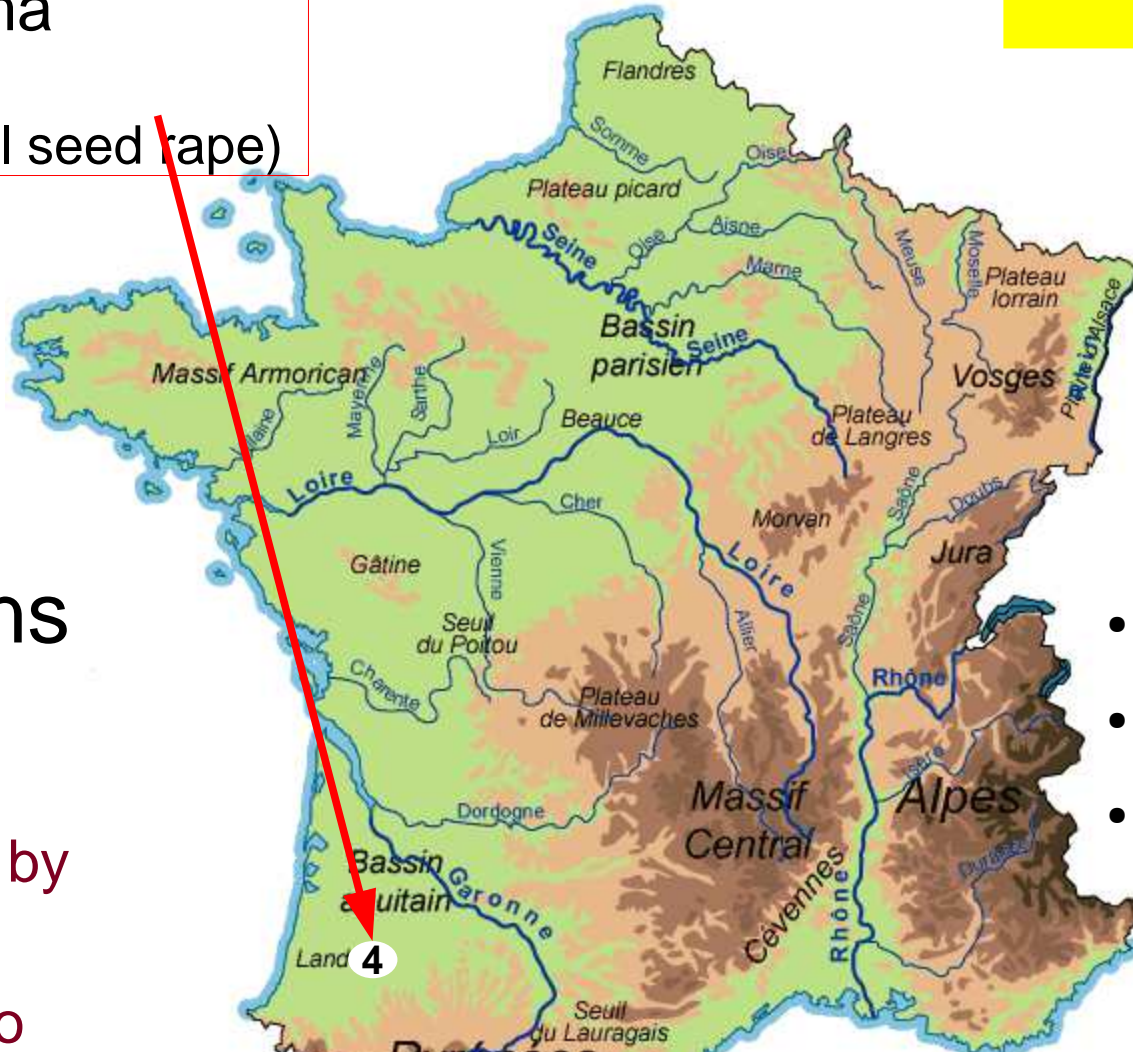 na
l seed rape)
Flandres
Somme
Oise
Plateau picard
Seine
Oise
Aisne
Meuse
Moselle
Marne
Plateau
lorrain
Bassin
parisien
Seine
Massif Armorican
Mayenne
Sarthe
Vosges
Vilaine
Loir
Beauce
Plateau
de Langres
Loire
Cher
Saône
Doubs
Morvan
Jura
Gâtine
Vienne
Loire
ns
Seuil
du Poitou
Allier
Saône
Charente
Plateau
de Millevaches
Rhône
•
•
•
Isère
Massif
Central
Alpes
Dordogne
by
Bassin
aquitain
Garonne
Cévennes
Rhône
Land
4
Seuil
du Lauragais
o